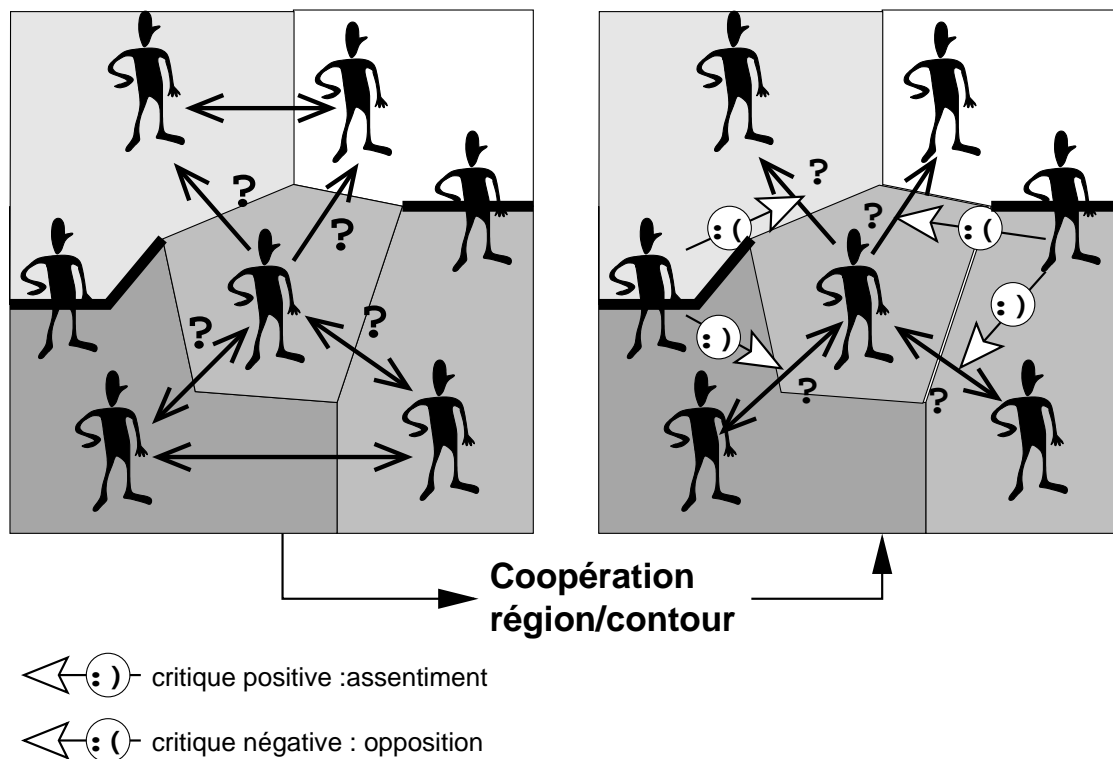 ? ?
? ?
? ?
:( :(
:) :)
? ?
Coopération
région/contour
:) critique positive :assentiment
:( critique négative : opposition